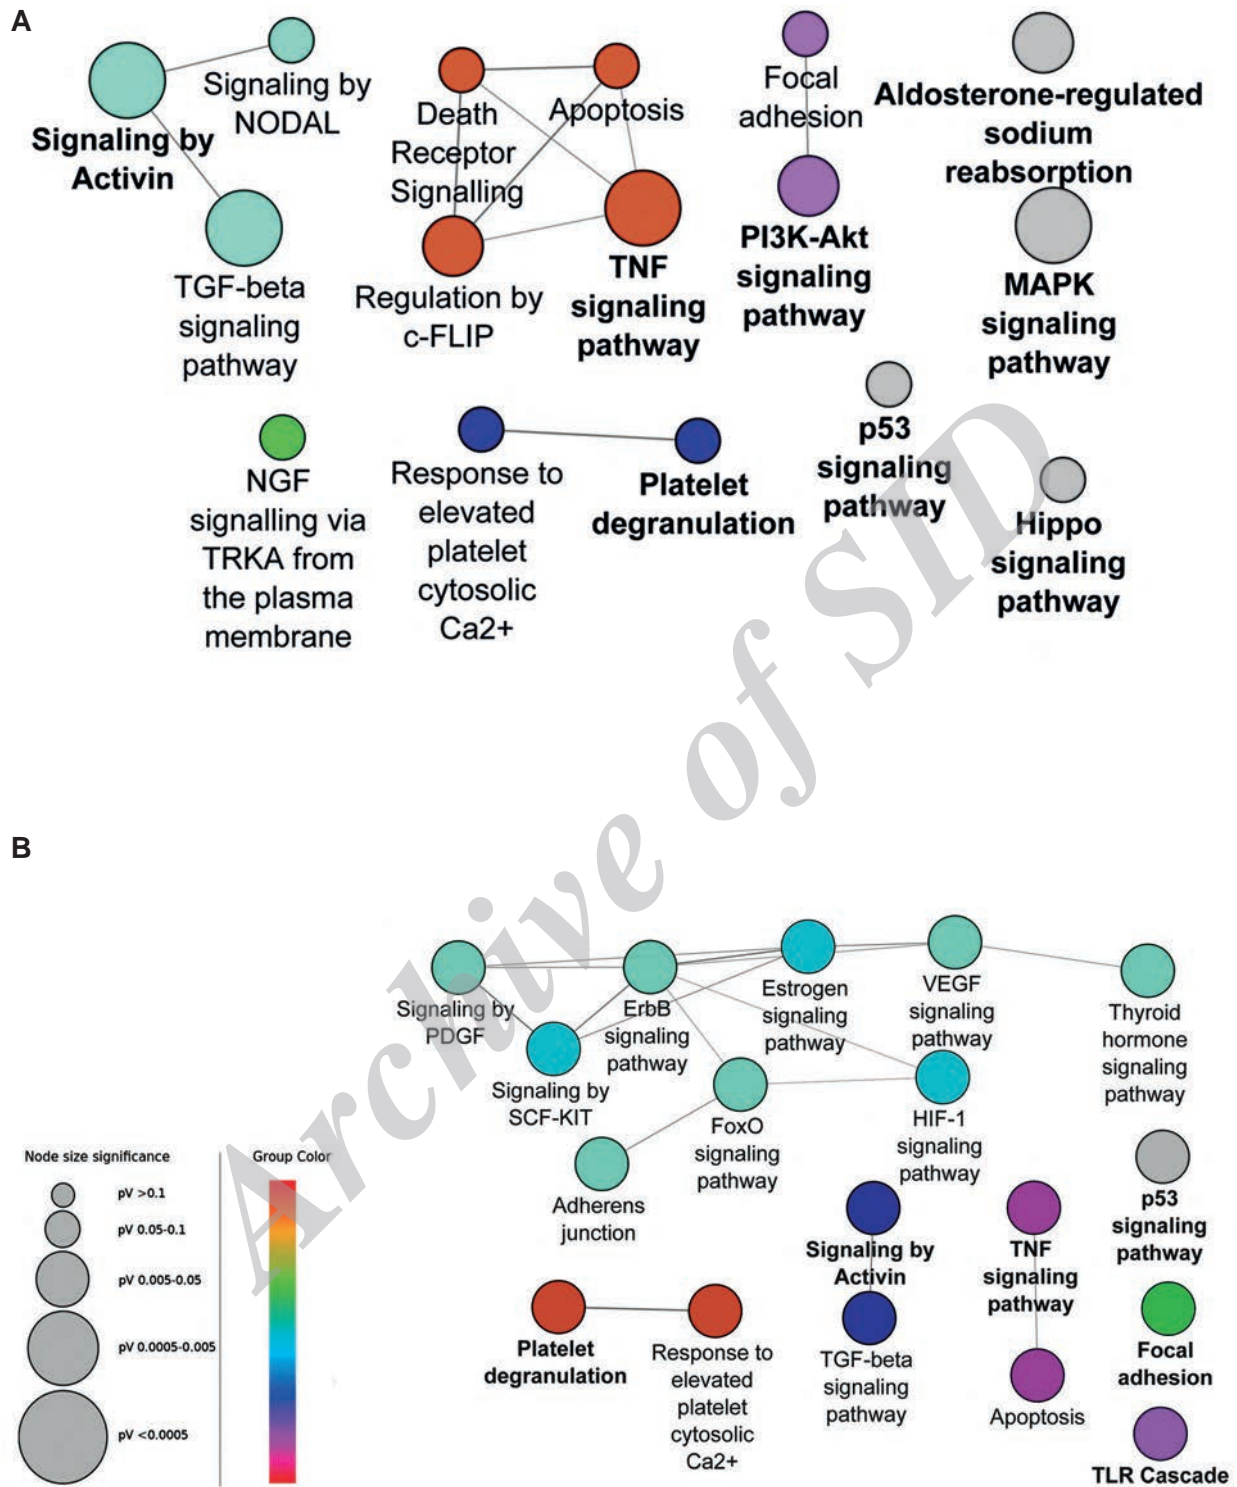 A
Signaling by
NODAL
Signaling by
Activin
TGF-beta
signaling
pathway
Death
Receptor
Signalling
Apoptosis
Regulation by
c-FLIP
TNF
signaling
pathway
Focal
adhesion
PI3K-Akt
signaling
pathway
Aldosterone-regulated
sodium
reabsorption
MAPK
signaling
pathway
NGF
signalling via
TRKA from
the plasma
membrane
Response to
elevated
platelet
cytosolic
Ca2+
Platelet
degranulation
p53
signaling
pathway
Hippo
signaling
pathway
Archive of SID
B
Signaling by
PDGF
ErbB
signaling
pathway
Estrogen
signaling
pathway
VEGF
signaling
pathway
Thyroid
hormone
signaling
pathway
Signaling by
SCF-KIT
FoxO
signaling
pathway
HIF-1
signaling
pathway
Adherens
junction
p53
signaling
pathway
Signaling by
Activin
TNF
signaling
pathway
Platelet
degranulation
Response to
elevated
platelet
cytosolic
Ca2+
TGF-beta
signaling
pathway
Apoptosis
Focal
adhesion
TLR Cascade
Node size significance
pV >0.1
pV 0.05-0.1
pV 0.005-0.05
pV 0.0005-0.005
pV <0.0005
Group Color